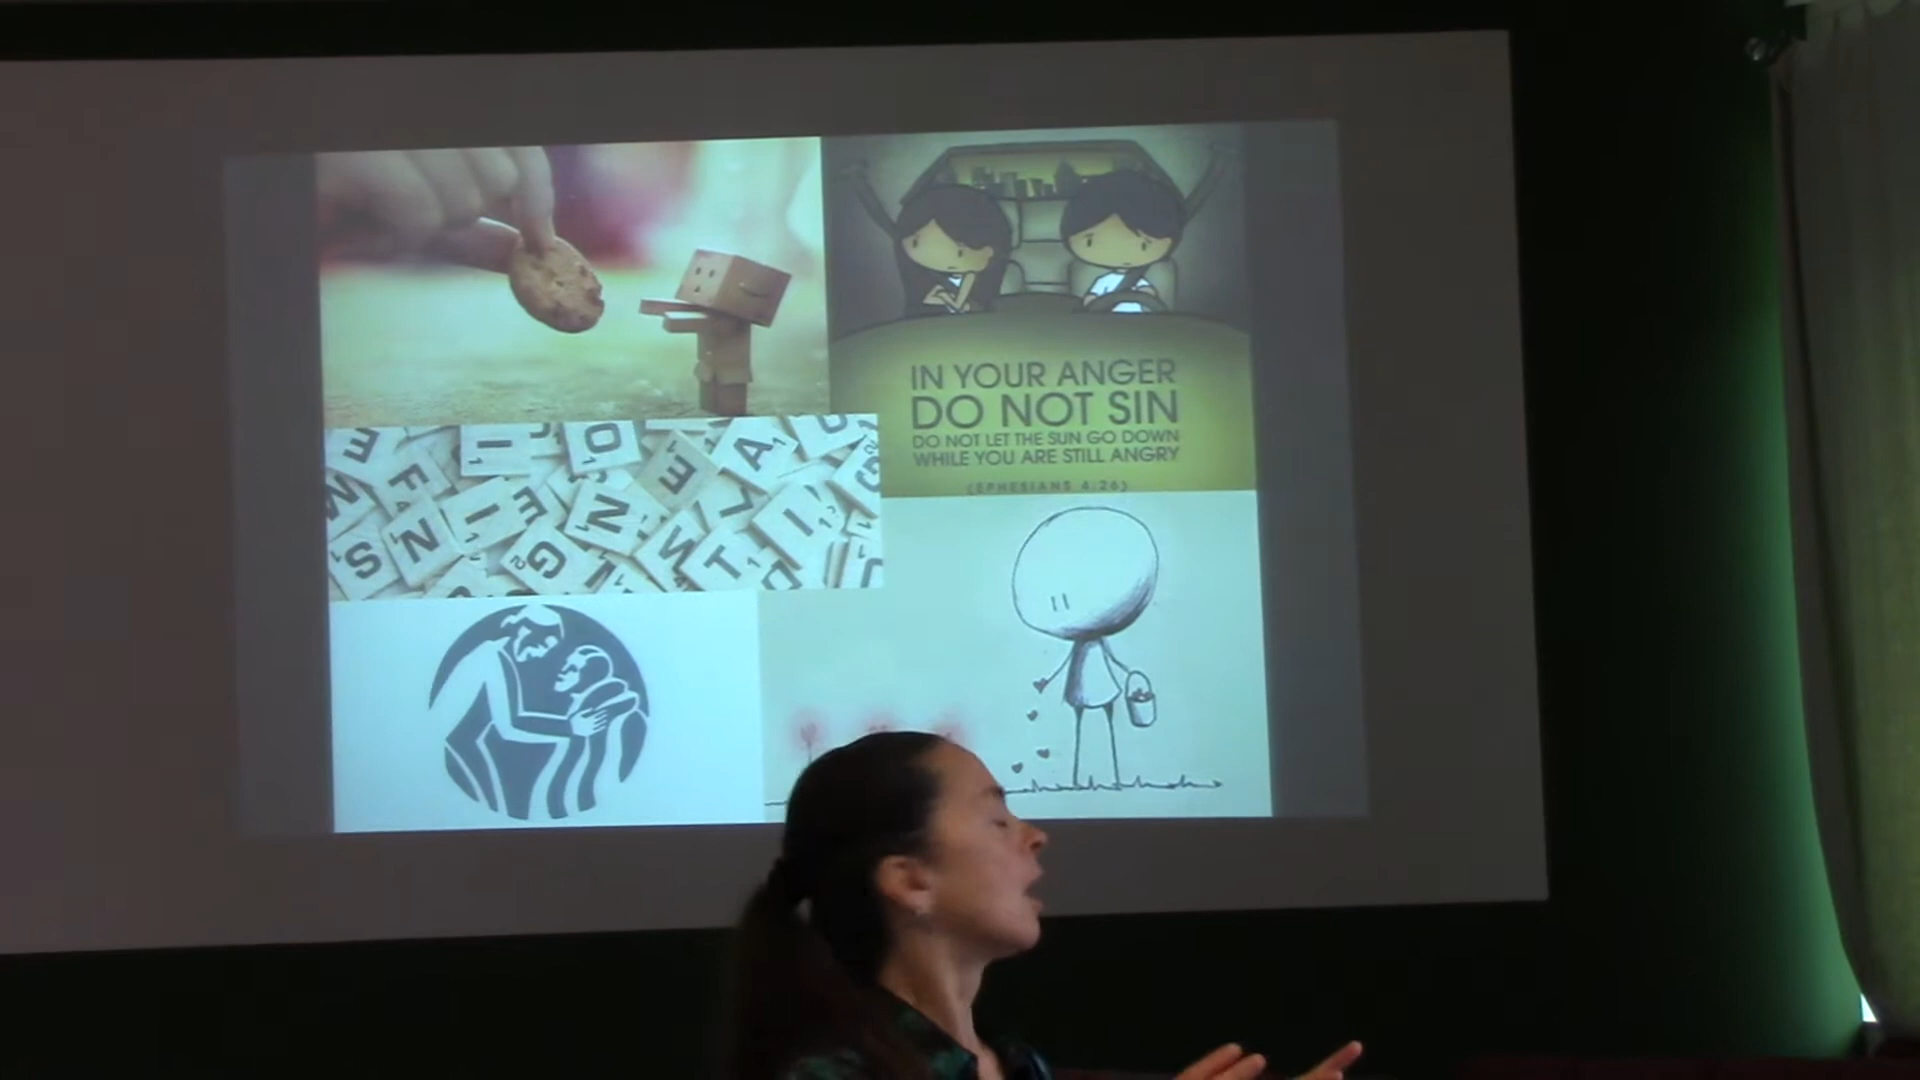 IN YOUR ANGER
DO NOT SIN
DO NOT LET THE SUN GO DOWN
WHILE YOU ARE STILL ANGRY
(EPHESIANS 4:26)
E I O A U
M F E G
S N I E N L I
G N T